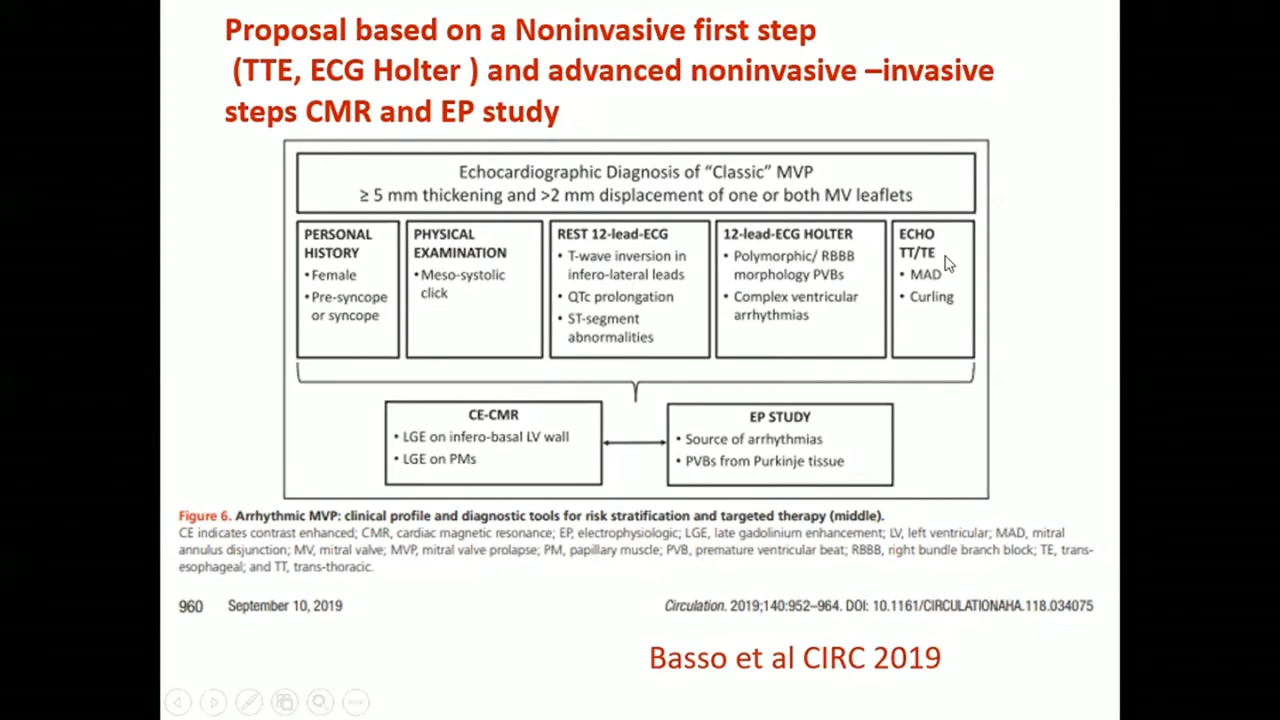 Proposal based on a Noninvasive first step
(TTE, ECG Holter ) and advanced noninvasive –invasive
steps CMR and EP study
Echocardiographic Diagnosis of “Classic” MVP
≥ 5 mm thickening and >2 mm displacement of one or both MV leaflets
PERSONAL
HISTORY
•Female
•Pre-syncope
or syncope
PHYSICAL
EXAMINATION
•Meso-systolic
click
REST 12-lead-ECG
• T-wave inversion in
infero-lateral leads
• QTc prolongation
• ST-segment
abnormalities
12-lead-ECG HOLTER
• Polymorphic/ RBBB
morphology PVBs
• Complex ventricular
arrhythmias
ECHO
TT/TE
• MAD
• Curling
CE-CMR
• LGE on infero-basal LV wall
• LGE on PMs
EP STUDY
• Source of arrhythmias
• PVBs from Purkinje tissue
Figure 6. Arrhythmic MVP: clinical profile and diagnostic tools for risk stratification and targeted therapy (middle).
CE indicates contrast enhanced; CMR, cardiac magnetic resonance; EP, electrophysiologic; LGE, late gadolinium enhancement; LV, left ventricular; MAD, mitral
annulus disjunction; MV, mitral valve; MVP, mitral valve prolapse; PM, papillary muscle; PVB, premature ventricular beat; RBBB, right bundle branch block; TE, trans-
esophageal; and TT, trans-thoracic.
960 September 10, 2019
Circulation. 2019;140:952–964. DOI: 10.1161/CIRCULATIONAHA.118.034075
Basso et al CIRC 2019